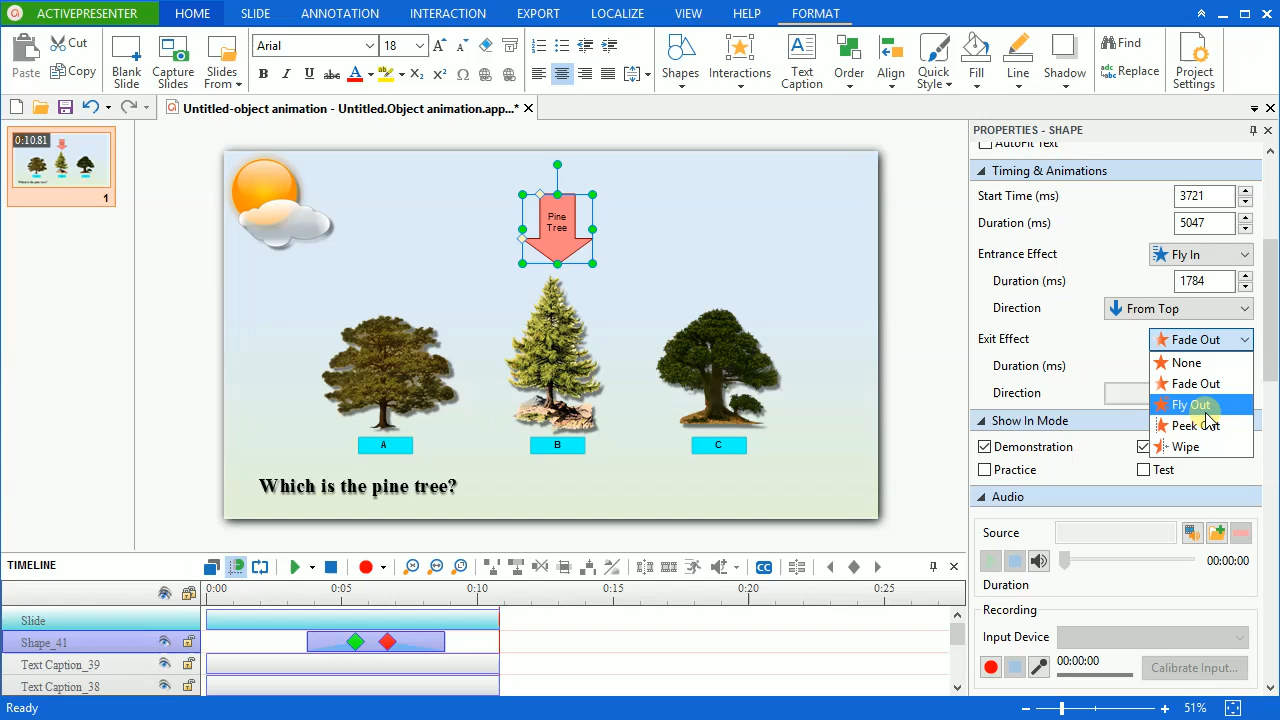 ACTIVEPRESENTER HOME SLIDE ANNOTATION INTERACTION EXPORT LOCALIZE VIEW HELP FORMAT
Paste
Cut
Copy
Blank
Slide
Capture
Slides
Slides
From
Arial
18
Shapes
Interactions
Text
Caption
Order
Align
Quick
Style
Fill
Line
Shadow
Find
Replace
Project
Settings
Untitled-object animation - Untitled.Object animation.app...*
0:10.81
1
Pine
Tree
A
B
C
Which is the pine tree?
PROPERTIES - SHAPE
AutoFit Text
Timing & Animations
Start Time (ms) 3721
Duration (ms) 5047
Entrance Effect Fly In
Duration (ms) 1784
Direction From Top
Exit Effect Fade Out
None
Duration (ms)
Fade Out
Direction
Fly Out
Show In Mode
Peek Out
Demonstration
Wipe
Practice
Test
Audio
Source
00:00:00
Duration
Recording
Input Device
00:00:00
Calibrate Input...
TIMELINE
CC
0:00 0:05 0:10 0:15 0:20 0:25
Slide
Shape_41
Text Caption_39
Text Caption_38
Ready
51%